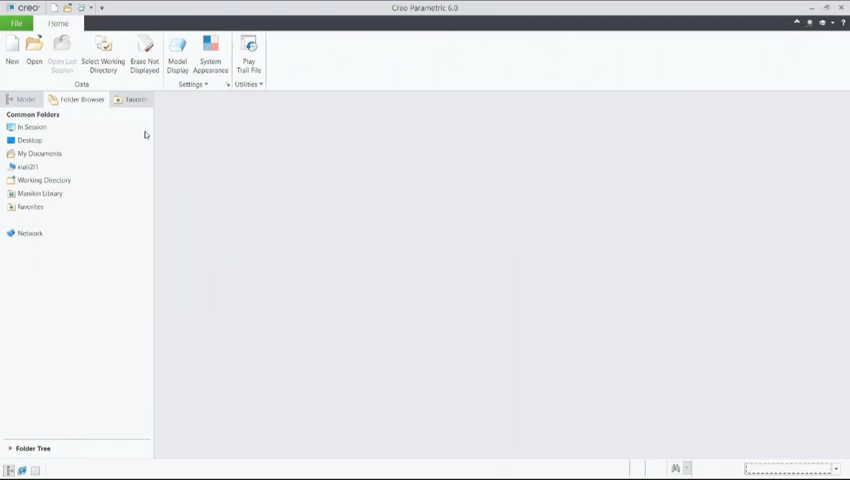 creo
Creo Parametric 6.0
File
Home
New
Open
Open Last Session
Select Working Directory
Erase Not Displayed
Model Display
System Appearance
Play Trail File
Data
Settings
Utilities
Model
Folder Browser
Favorit
Common Folders
In Session
Desktop
My Documents
Working Directory
Manikin Library
Favorites
Network
Folder Tree